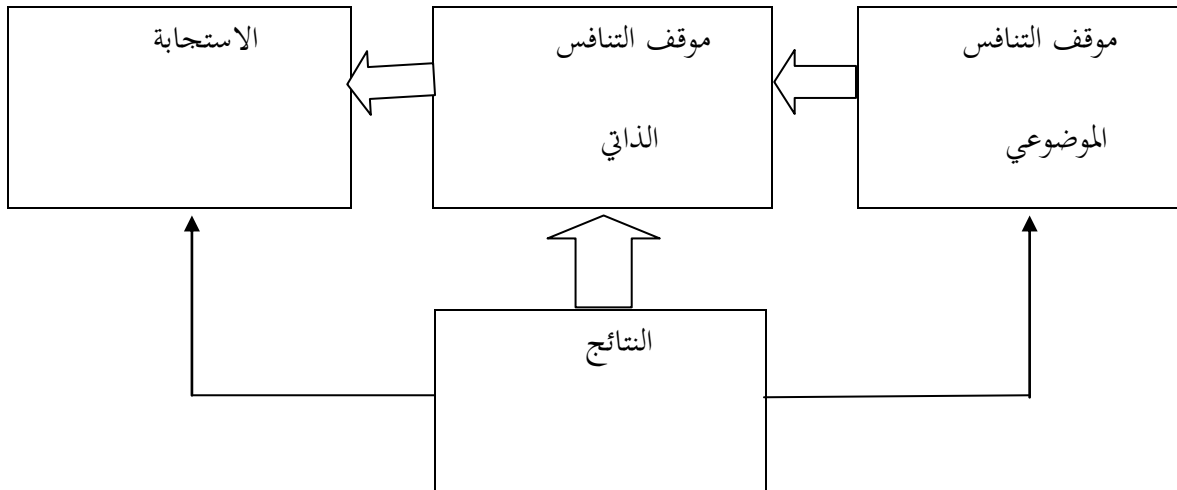 موقف التنافس
الموضوعي
موقف التنافس
الذاتي
الاستجابة
النتائج